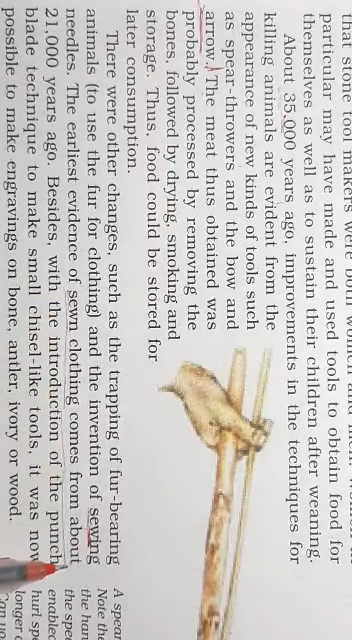 that stone tool makers were both
particular may have made and used tools to obtain food for
themselves as well as to sustain their children after weaning.
About 35,000 years ago, improvements in the techniques for
killing animals are evident from the
appearance of new kinds of tools such
as spear-throwers and the bow and
arrow. The meat thus obtained was
probably processed by removing the
bones, followed by drying, smoking and
storage. Thus, food could be stored for
later consumption.
There were other changes, such as the trapping of fur-bearing
animals (to use the fur for clothing) and the invention of sewing
needles. The earliest evidence of sewn clothing comes from about
21,000 years ago. Besides, with the introduction of the punch
blade technique to make small chisel-like tools, it was now
possible to make engravings on bone, antler, ivory or wood.
A spear
Note the
the han
the spea
enabled
hurl spe
longer